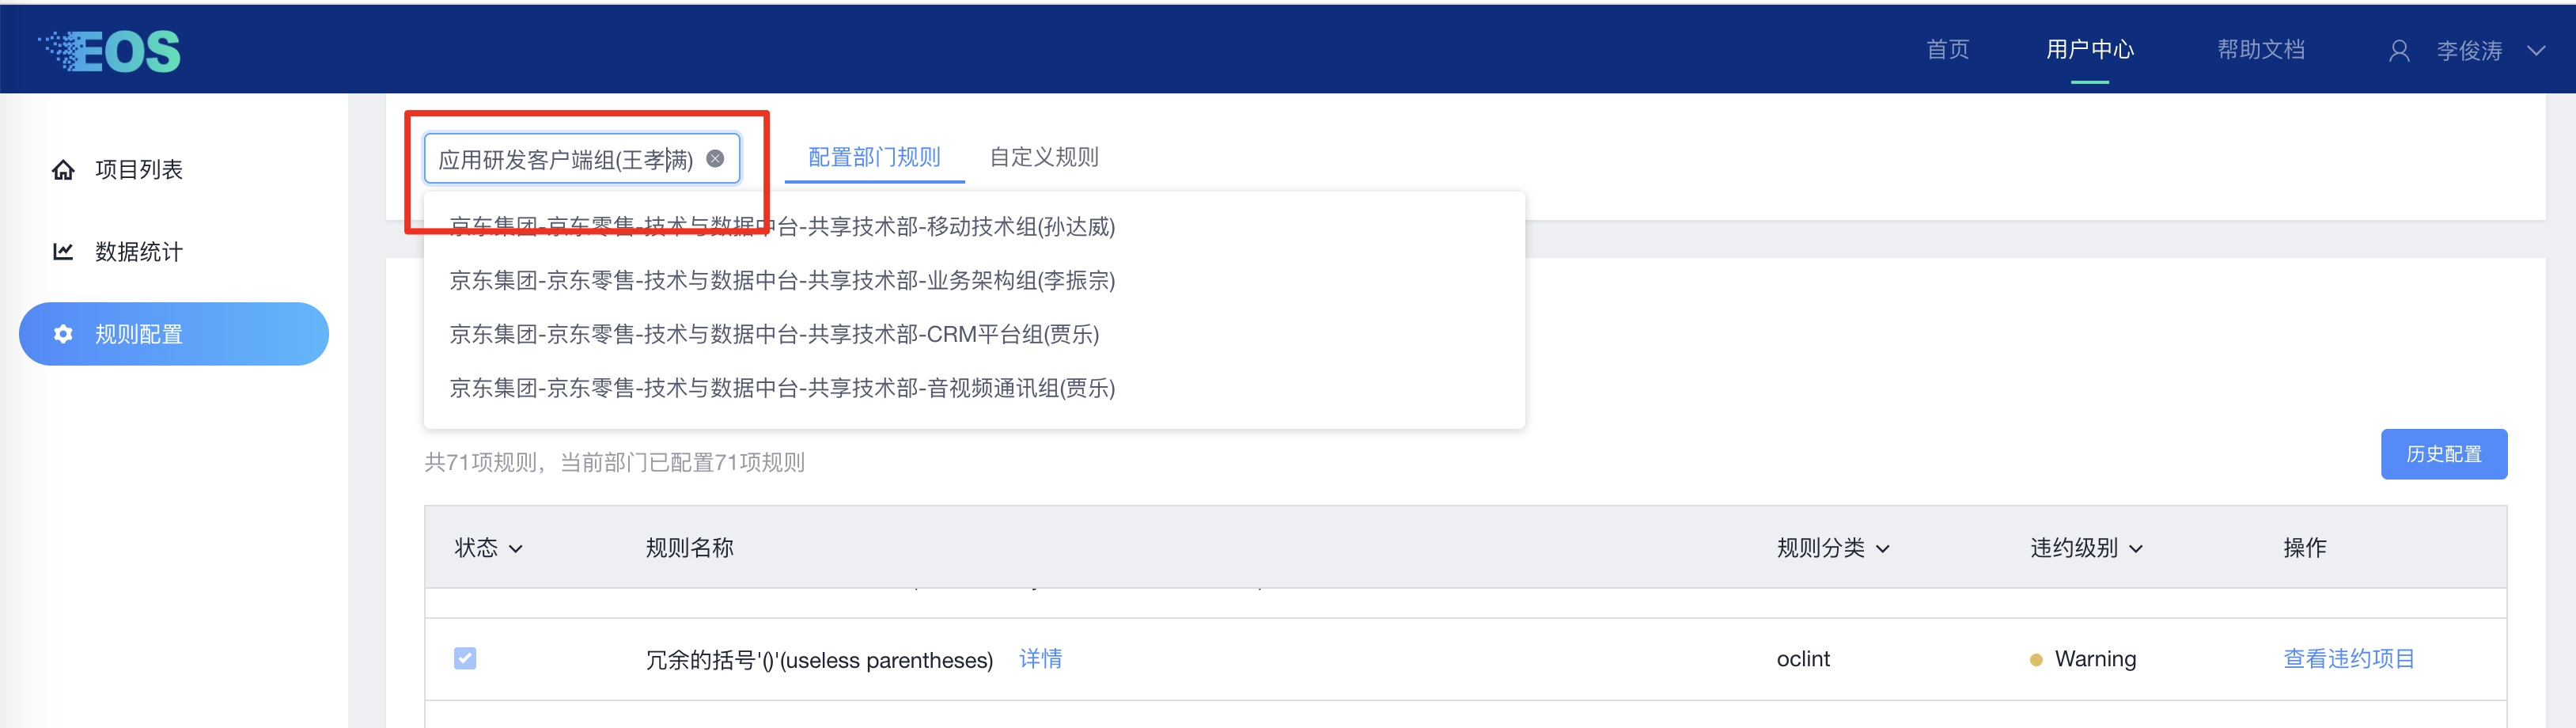 EOS
首页
用户中心
帮助文档
李俊涛
项目列表
数据统计
规则配置
应用研发客户端组(王孝满)
配置部门规则
自定义规则
京东集团-京东零售-技术与数据中台-共享技术部-移动技术组(孙达威)
京东集团-京东零售-技术与数据中台-共享技术部-业务架构组(李振宗)
京东集团-京东零售-技术与数据中台-共享技术部-CRM平台组(贾乐)
京东集团-京东零售-技术与数据中台-共享技术部-音视频通讯组(贾乐)
共71项规则，当前部门已配置71项规则
历史配置
状态
规则名称
规则分类
违约级别
操作
冗余的括号'()'(useless parentheses)
详情
oclint
Warning
查看违约项目